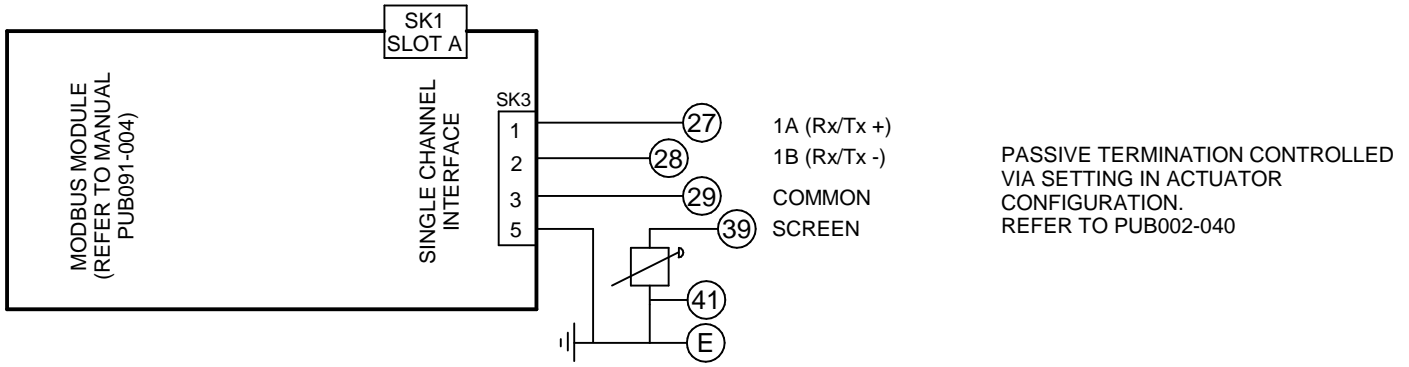 SK1
SLOT A
MODBUS MODULE
(REFER TO MANUAL
PUB091-004)
SINGLE CHANNEL
INTERFACE
SK3
1
2
3
5
27
1A (Rx/Tx +)
28
1B (Rx/Tx -)
29
COMMON
39
SCREEN
41
E
PASSIVE TERMINATION CONTROLLED
VIA SETTING IN ACTUATOR
CONFIGURATION.
REFER TO PUB002-040